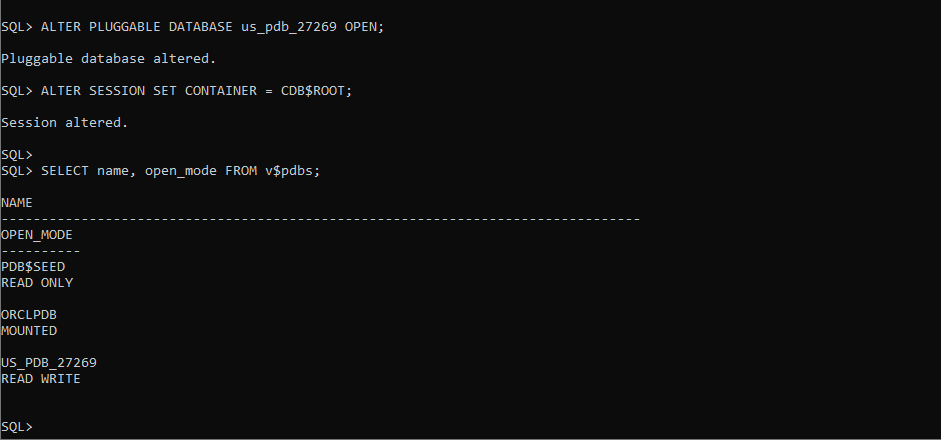 SQL> ALTER PLUGGABLE DATABASE us_pdb_27269 OPEN;
Pluggable database altered.
SQL> ALTER SESSION SET CONTAINER = CDB$ROOT;
Session altered.
SQL>
SQL> SELECT name, open_mode FROM v$pdbs;
NAME
--------------------------------------------------------------------------------
OPEN_MODE
----------
PDB$SEED
READ ONLY
ORCLPDB
MOUNTED
US_PDB_27269
READ WRITE
SQL>